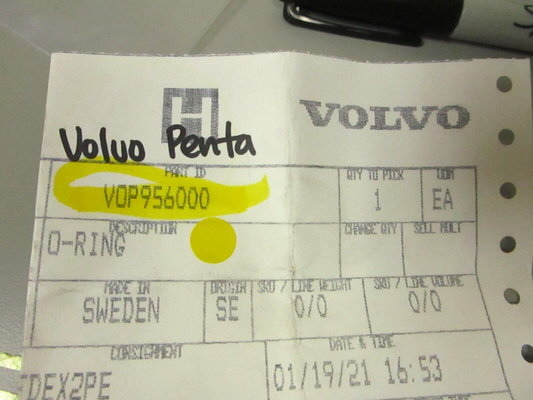 H VOLVO
Volvo Penta
PART ID QTY TO PICK UOM
VOP956000 1 EA
DESCRIPTION CHANGE QTY SELL MULT
O-RING
MADE IN ORIGIN SKU / LINE WEIGHT SKU / LINE VOLUME
SWEDEN SE 0/0 0/0
CONSIGNMENT DATE & TIME
EDEX2PE 01/19/21 16:53